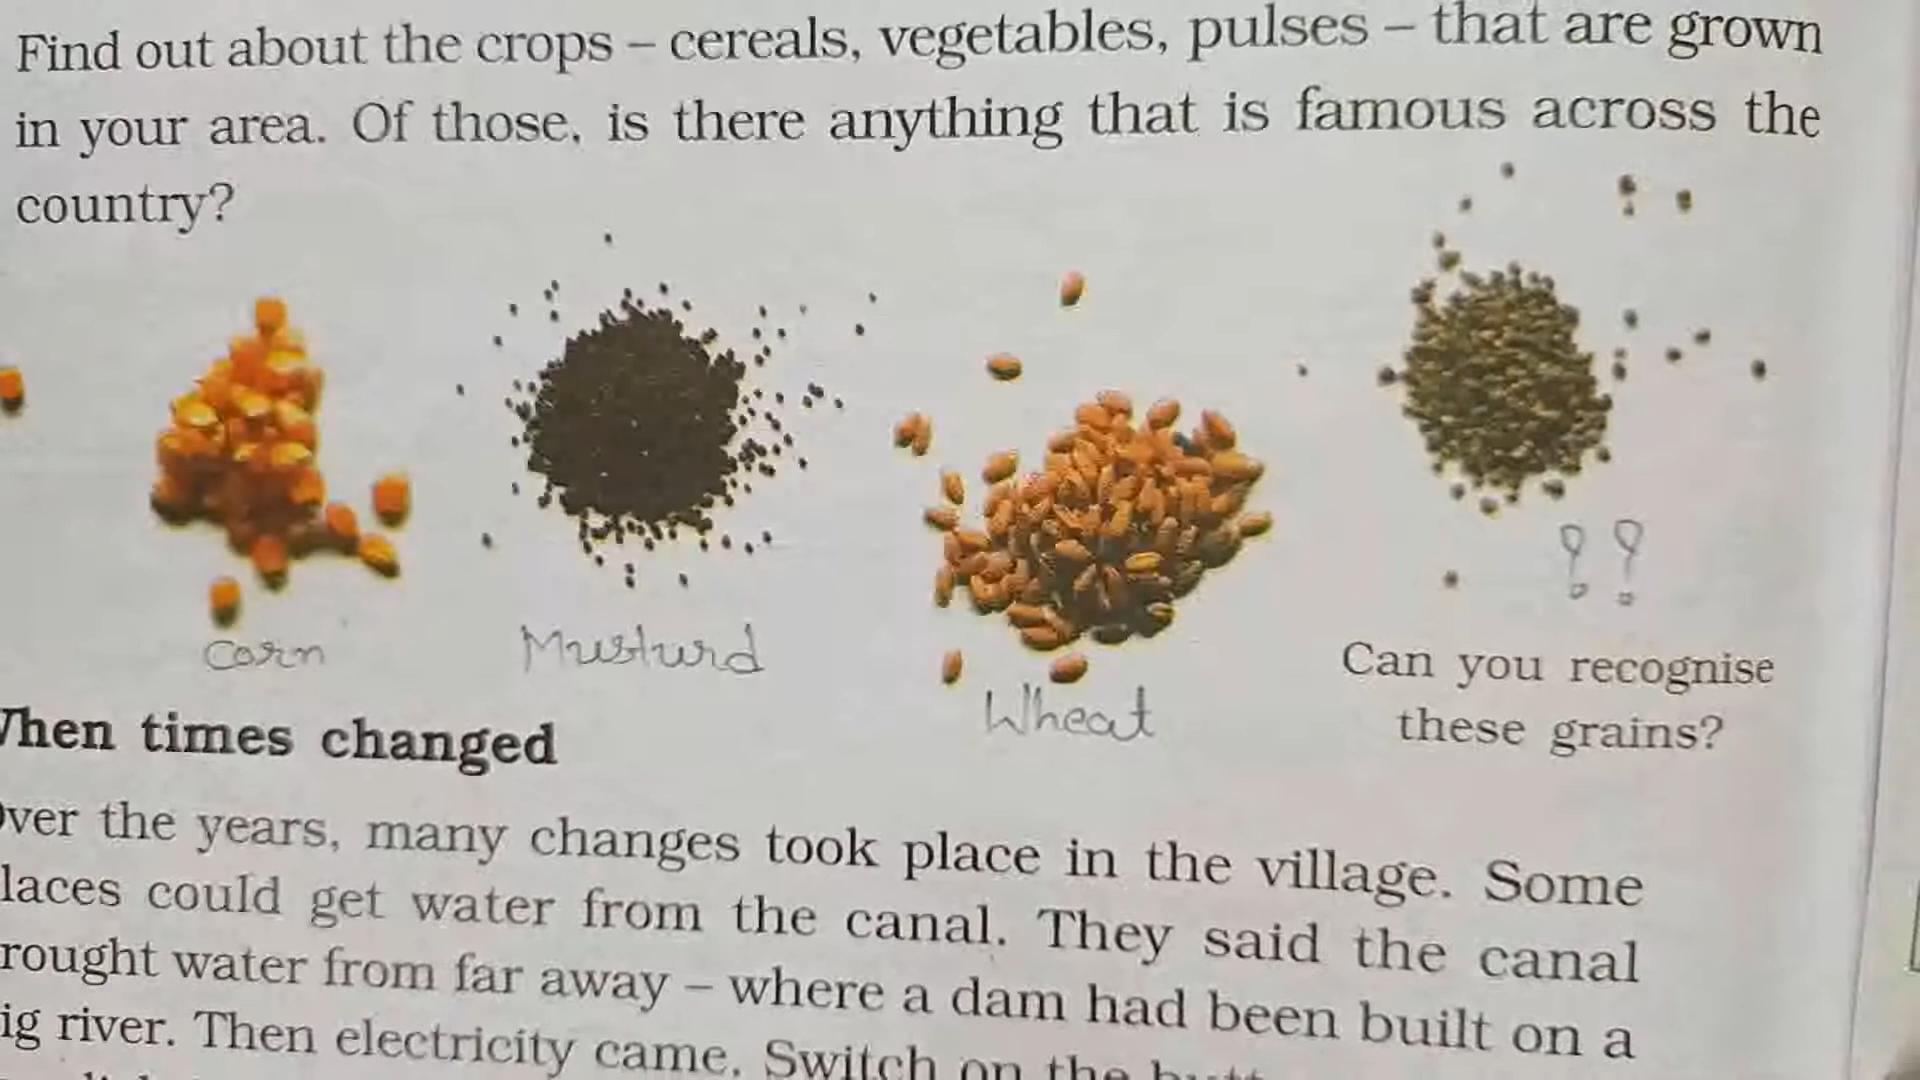 Find out about the crops – cereals, vegetables, pulses – that are grown
in your area. Of those, is there anything that is famous across the
country?
? ?
Corn
Musturd
Wheat
Can you recognise
these grains?
When times changed
Over the years, many changes took place in the village. Some
laces could get water from the canal. They said the canal
rought water from far away – where a dam had been built on a
ig river. Then electricity came. Switch on the